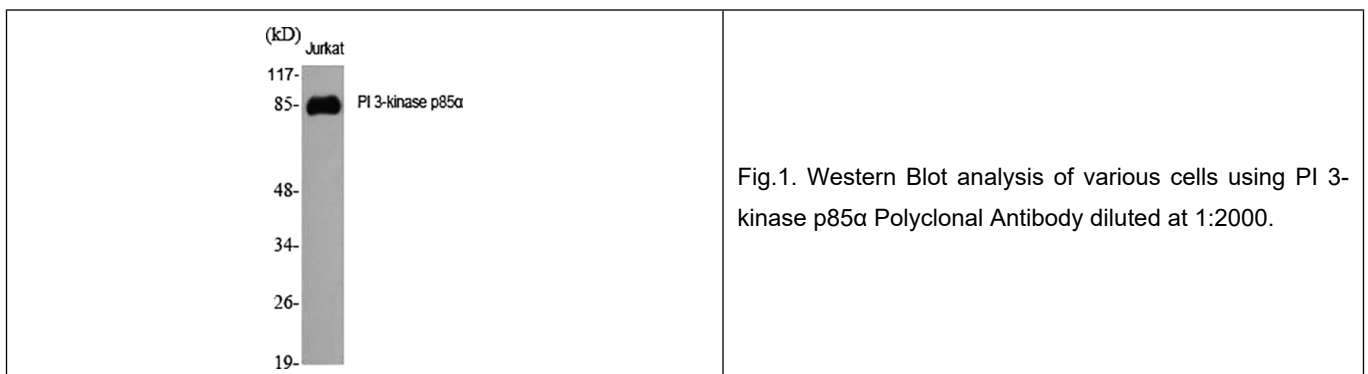 (kD)
Jurkat
117-
85-
PI 3-kinase p85α
48-
34-
26-
19-
Fig.1. Western Blot analysis of various cells using PI 3-
kinase p85α Polyclonal Antibody diluted at 1:2000.